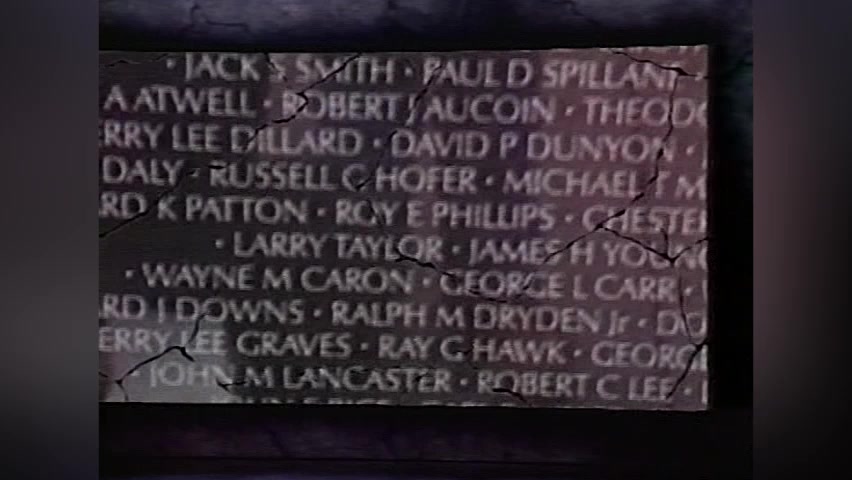 · JACK S SMITH · PAUL D SPILLANE
A ATWELL · ROBERT J AUCOIN · THEODO
RRY LEE DILLARD · DAVID P DUNYON ·
DALY · RUSSELL G HOFER · MICHAEL T M
RD K PATTON · ROY E PHILLIPS · CHESTER
· LARRY TAYLOR · JAMES H YOUNG
· WAYNE M CARON · GEORGE L CARR ·
RD J DOWNS · RALPH M DRYDEN Jr · DO
ERRY LEE GRAVES · RAY G HAWK · GEORGE
JOHN M LANCASTER · ROBERT C LEE ·